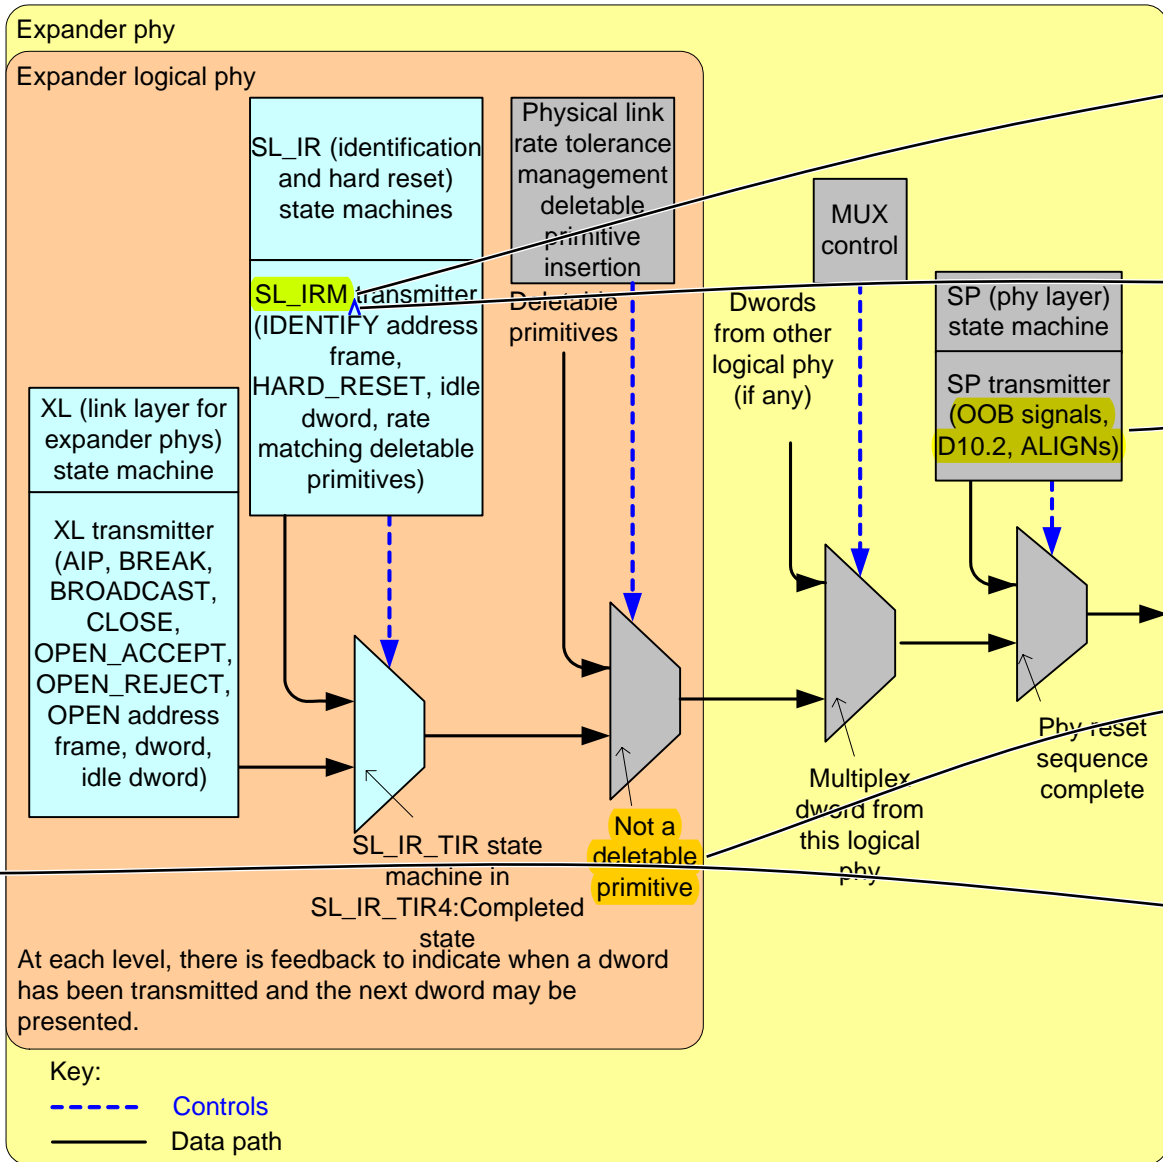 Expander phy
Expander logical phy
SL_IR (identification
and hard reset)
state machines
SL_IRM transmitter
(IDENTIFY address
frame,
HARD_RESET, idle
dword, rate
matching deletable
primitives)
Physical link
rate tolerance
management
deletable
primitive
insertion
Deletable
primitives
MUX
control
Dwords
from other
logical phy
(if any)
SP (phy layer)
state machine
SP transmitter
(OOB signals,
D10.2, ALIGNs)
XL (link layer for
expander phys)
state machine
XL transmitter
(AIP, BREAK,
BROADCAST,
CLOSE,
OPEN_ACCEPT,
OPEN_REJECT,
OPEN address
frame, dword,
idle dword)
SL_IR_TIR state
machine in
SL_IR_TIR4:Completed
state
Not a
deletable
primitive
Multiplex
dword from
this logical
phy
Phy reset
sequence
complete
At each level, there is feedback to indicate when a dword
has been transmitted and the next dword may be
presented.
Key:
Controls
Data path